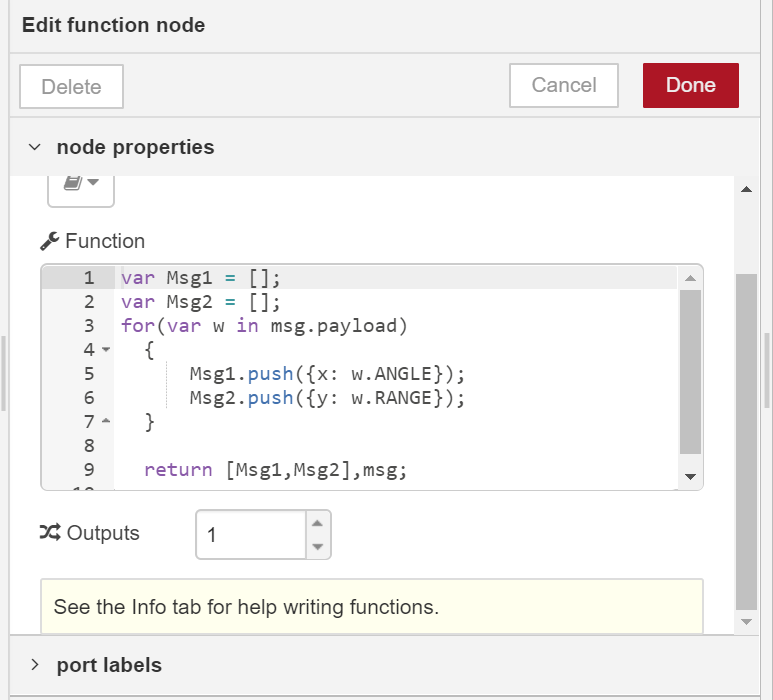 Edit function node
Delete
Cancel
Done
node properties
Function
1 var Msg1 = [];
2 var Msg2 = [];
3 for(var w in msg.payload)
4 {
5 Msg1.push({x: w.ANGLE});
6 Msg2.push({y: w.RANGE});
7 }
8
9 return [Msg1,Msg2],msg;
Outputs
1
See the Info tab for help writing functions.
port labels